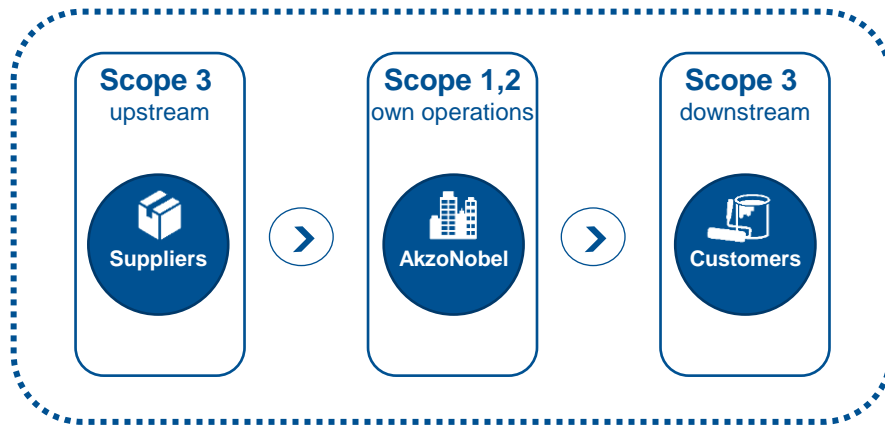 Scope 3
upstream
Suppliers
Scope 1,2
own operations
AkzoNobel
Scope 3
downstream
Customers